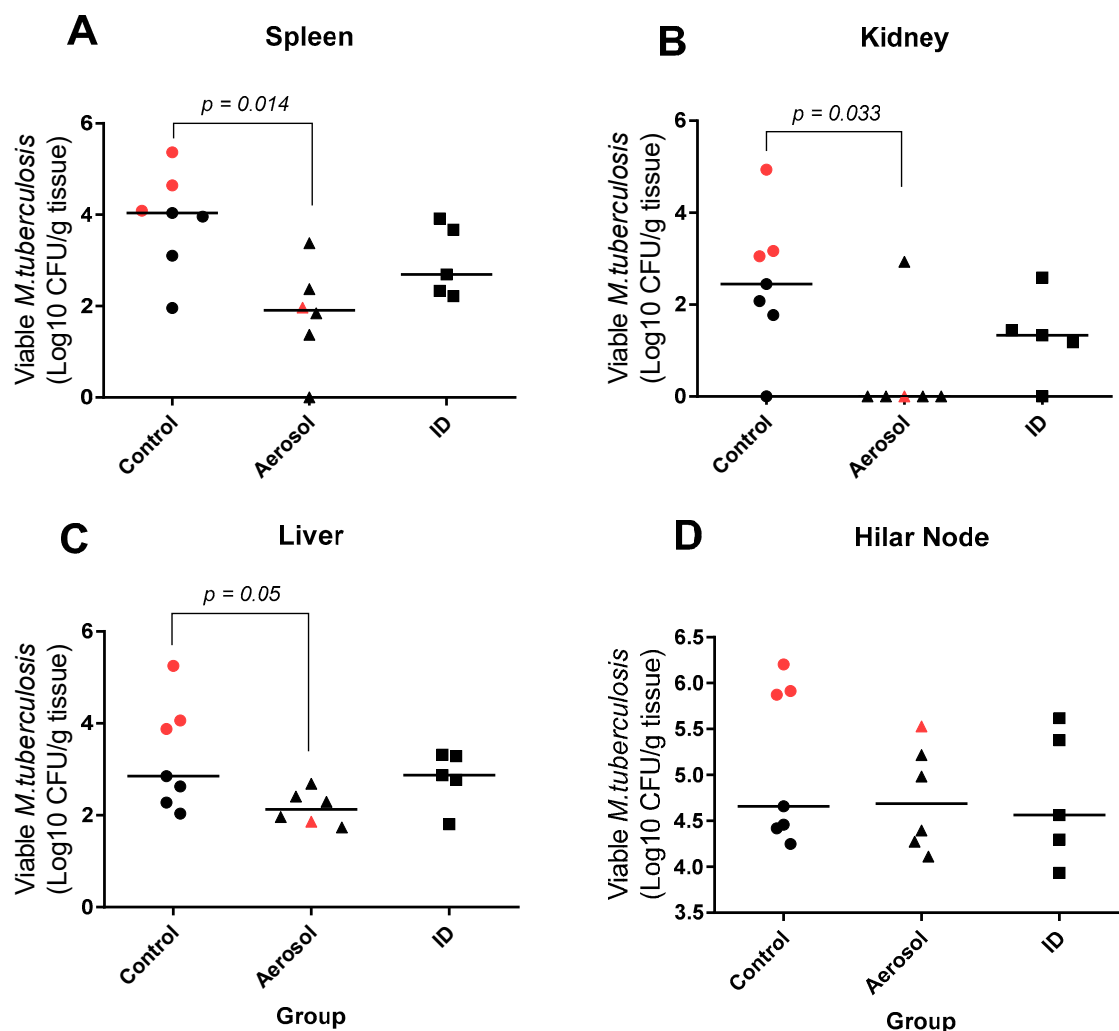 A
Spleen
p = 0.014
Viable M.tuberculosis
(Log10 CFU/g tissue)
6
4
2
0
Control
Aerosol
ID
B
Kidney
p = 0.033
Viable M.tuberculosis
(Log10 CFU/g tissue)
6
4
2
0
Control
Aerosol
ID
C
Liver
p = 0.05
Viable M.tuberculosis
(Log10 CFU/g tissue)
6
4
2
0
Control
Aerosol
ID
Group
D
Hilar Node
Viable M.tuberculosis
(Log10 CFU/g tissue)
6.5
6.0
5.5
5.0
4.5
4.0
3.5
Control
Aerosol
ID
Group